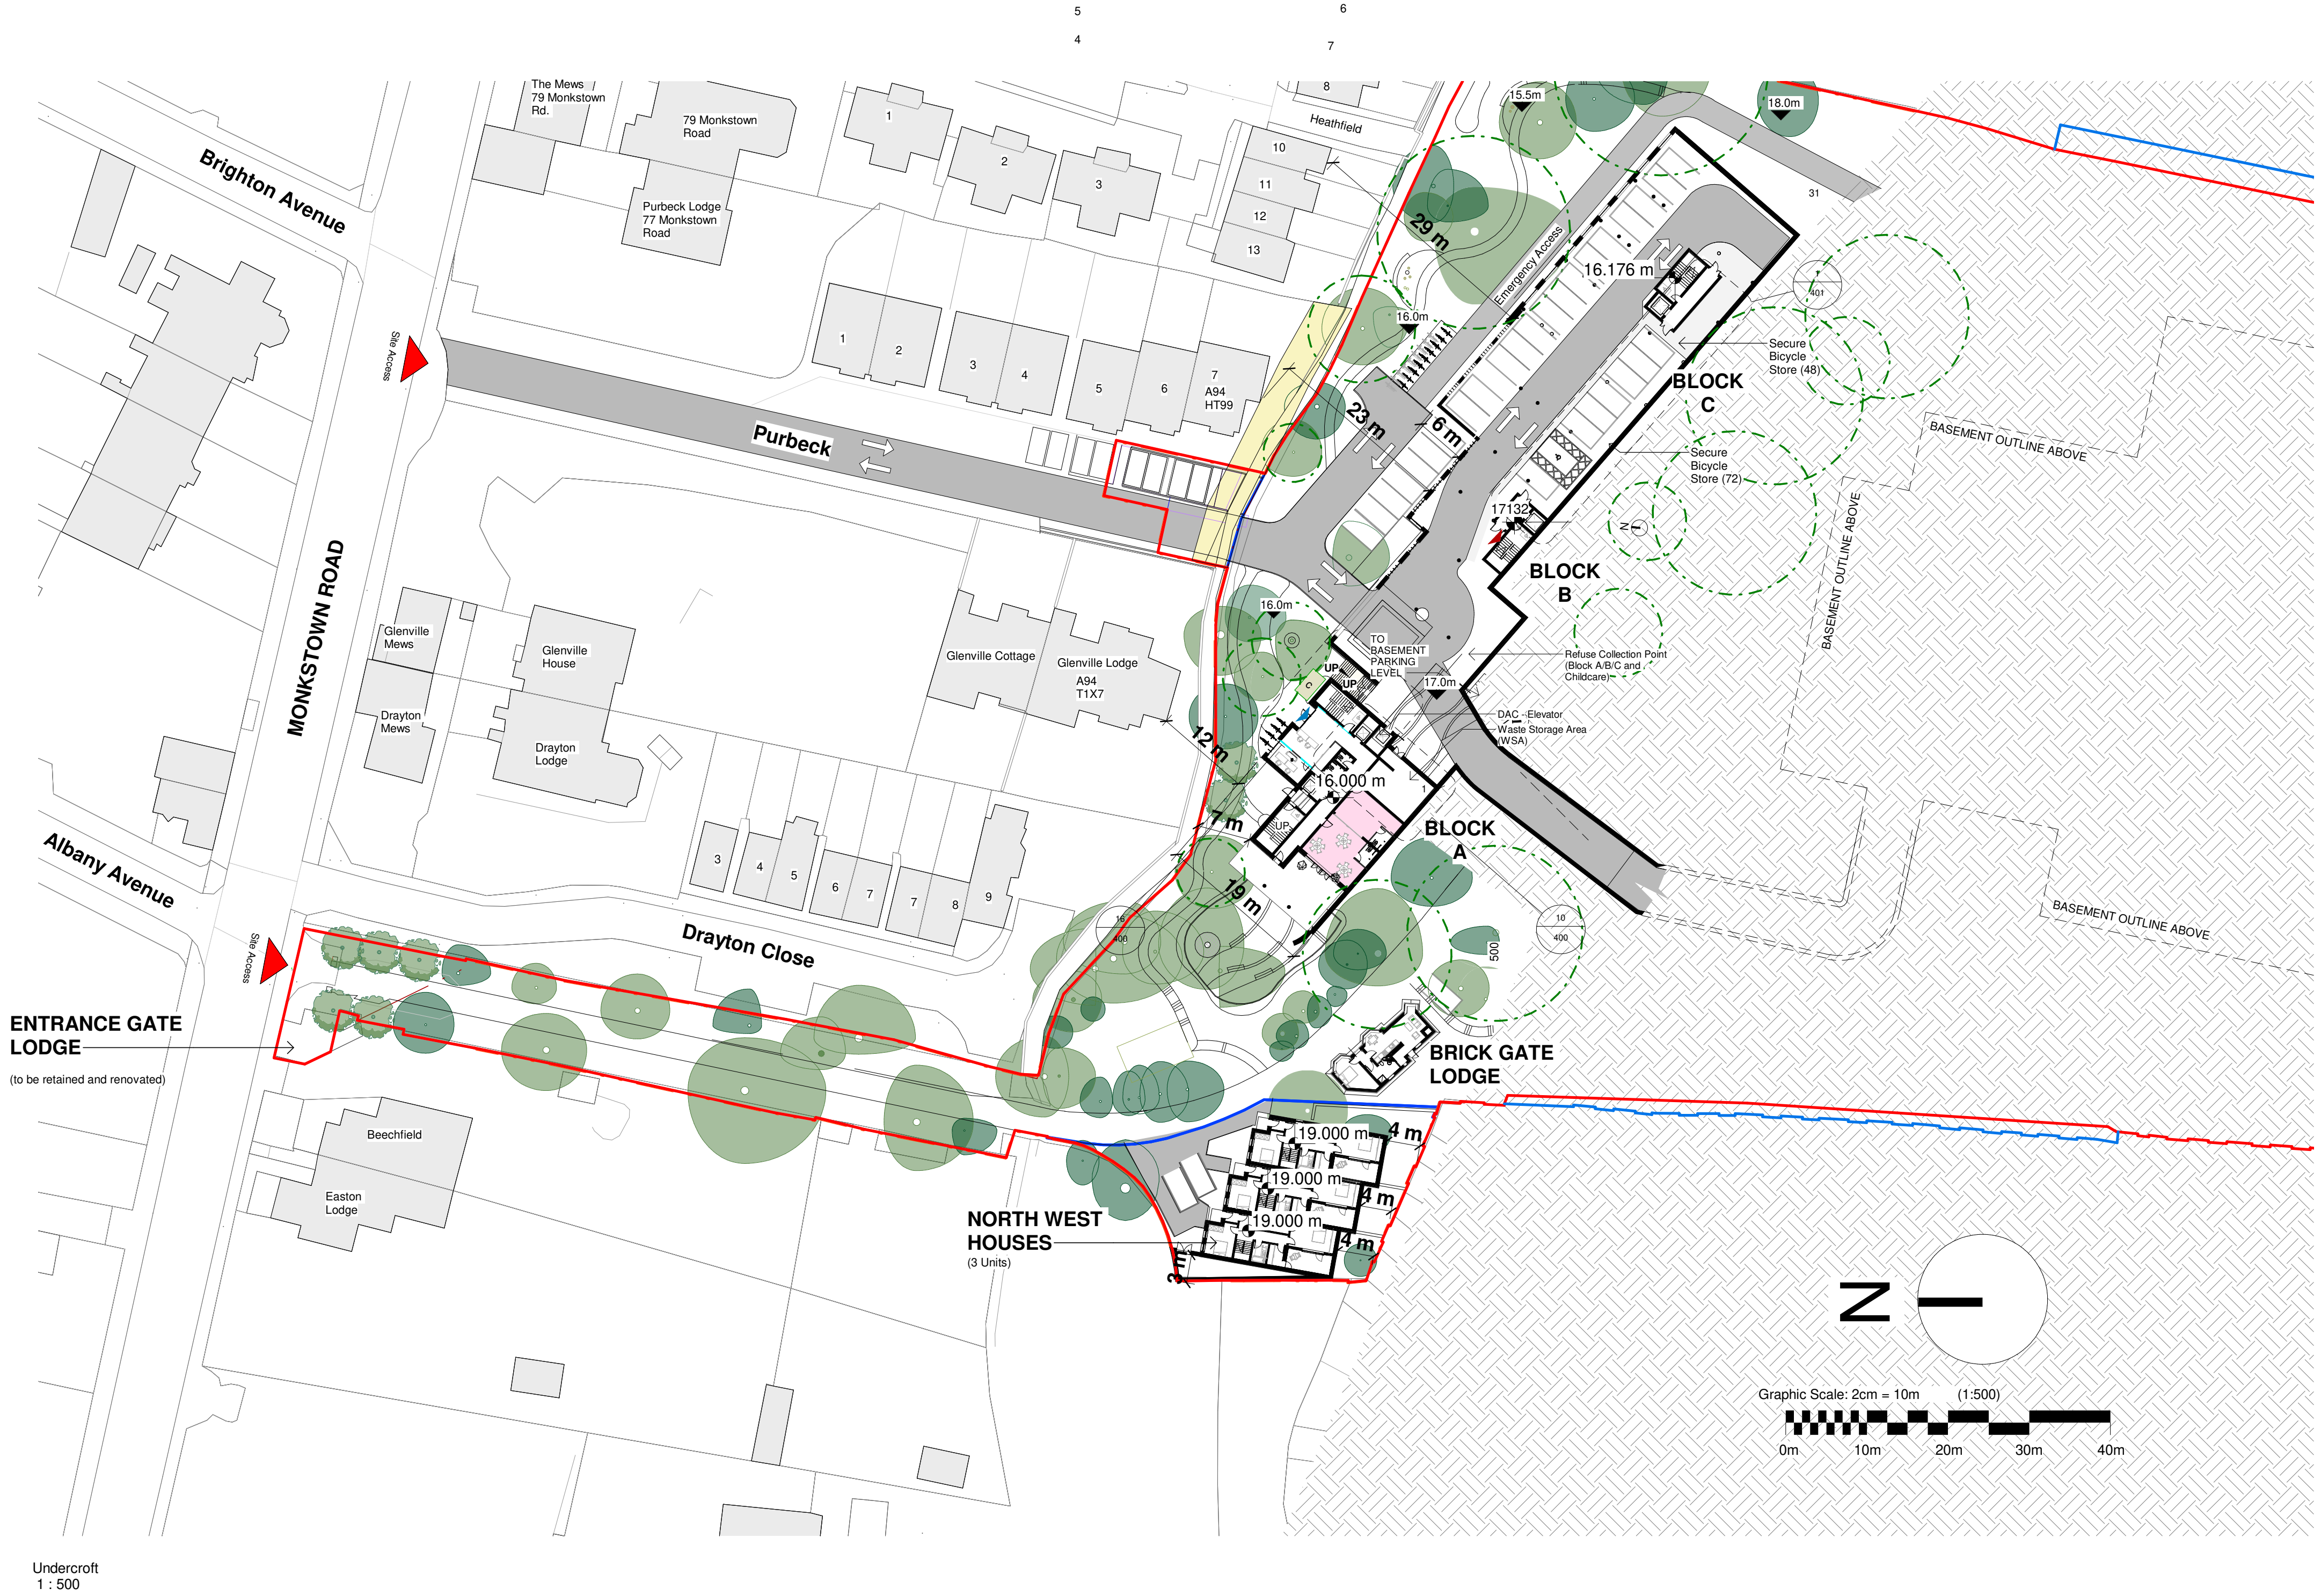 5
6
4
7
The Mews
79 Monkstown
Rd.
79 Monkstown
Road
1
2
3
8
Heathfield
10
11
12
13
15.5m
18.0m
31
Brighton Avenue
Purbeck Lodge
77 Monkstown
Road
29 m
Emergency Access
16.176 m
401
Site Access
1
2
3
4
5
6
7
A94
HT99
16.0m
Secure
Bicycle
Store (48)
BLOCK
C
23 m
6 m
Purbeck
BASEMENT OUTLINE ABOVE
Secure
Bicycle
Store (72)
17132
N
BASEMENT OUTLINE ABOVE
BLOCK
B
MONKSTOWN ROAD
Glenville
Mews
Glenville
House
Glenville Cottage
Glenville Lodge
A94
T1X7
16.0m
TO
BASEMENT
PARKING
LEVEL
UP
UP
C
17.0m
Refuse Collection Point
(Block A/B/C and
Childcare)
Drayton
Mews
Drayton
Lodge
DAC - Elevator
Waste Storage Area
(WSA)
12 m
16.000 m
1
7 m
UP
BLOCK
A
Albany Avenue
3
4
5
6
7
7
8
9
19 m
16
400
10
400
500
BASEMENT OUTLINE ABOVE
Drayton Close
Site Access
ENTRANCE GATE
LODGE
(to be retained and renovated)
BRICK GATE
LODGE
Beechfield
Easton
Lodge
19.000 m
4 m
19.000 m
4 m
19.000 m
4 m
3 m
NORTH WEST
HOUSES
(3 Units)
N
Graphic Scale: 2cm = 10m (1:500)
0m 10m 20m 30m 40m
Undercroft
1 : 500